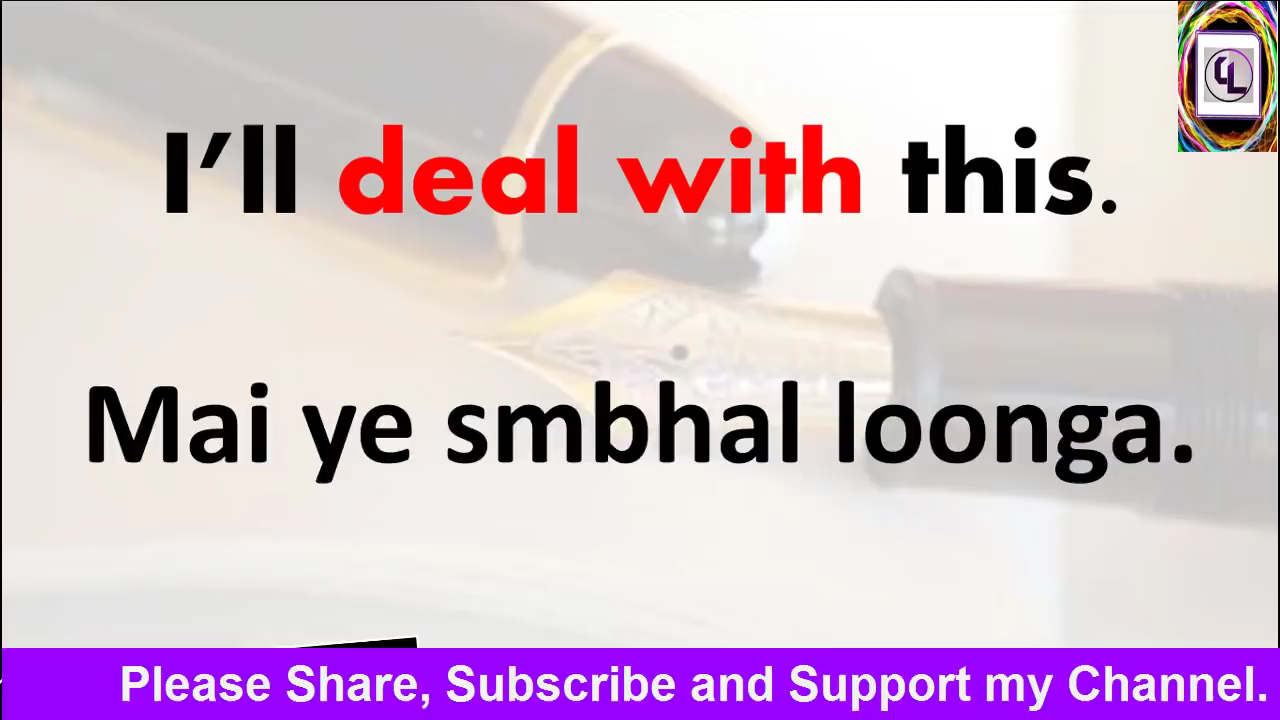 I’ll deal with this.
Mai ye smbhal loonga.
Please Share, Subscribe and Support my Channel.